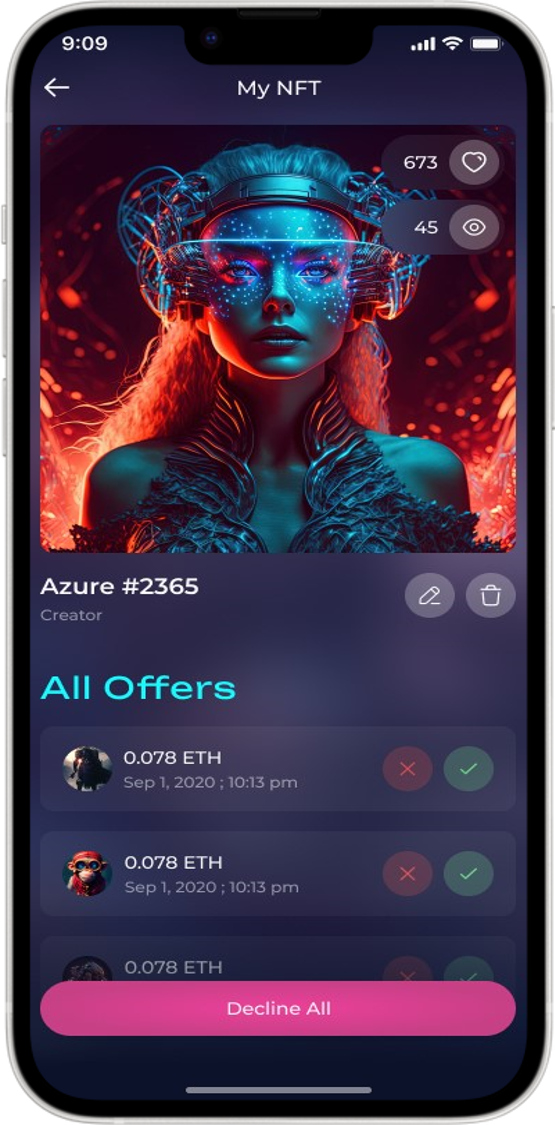 9:09
My NFT
673
45
Azure #2365
Creator
All Offers
0.078 ETH
Sep 1, 2020 ; 10:13 pm
0.078 ETH
Sep 1, 2020 ; 10:13 pm
0.078 ETH
Decline All